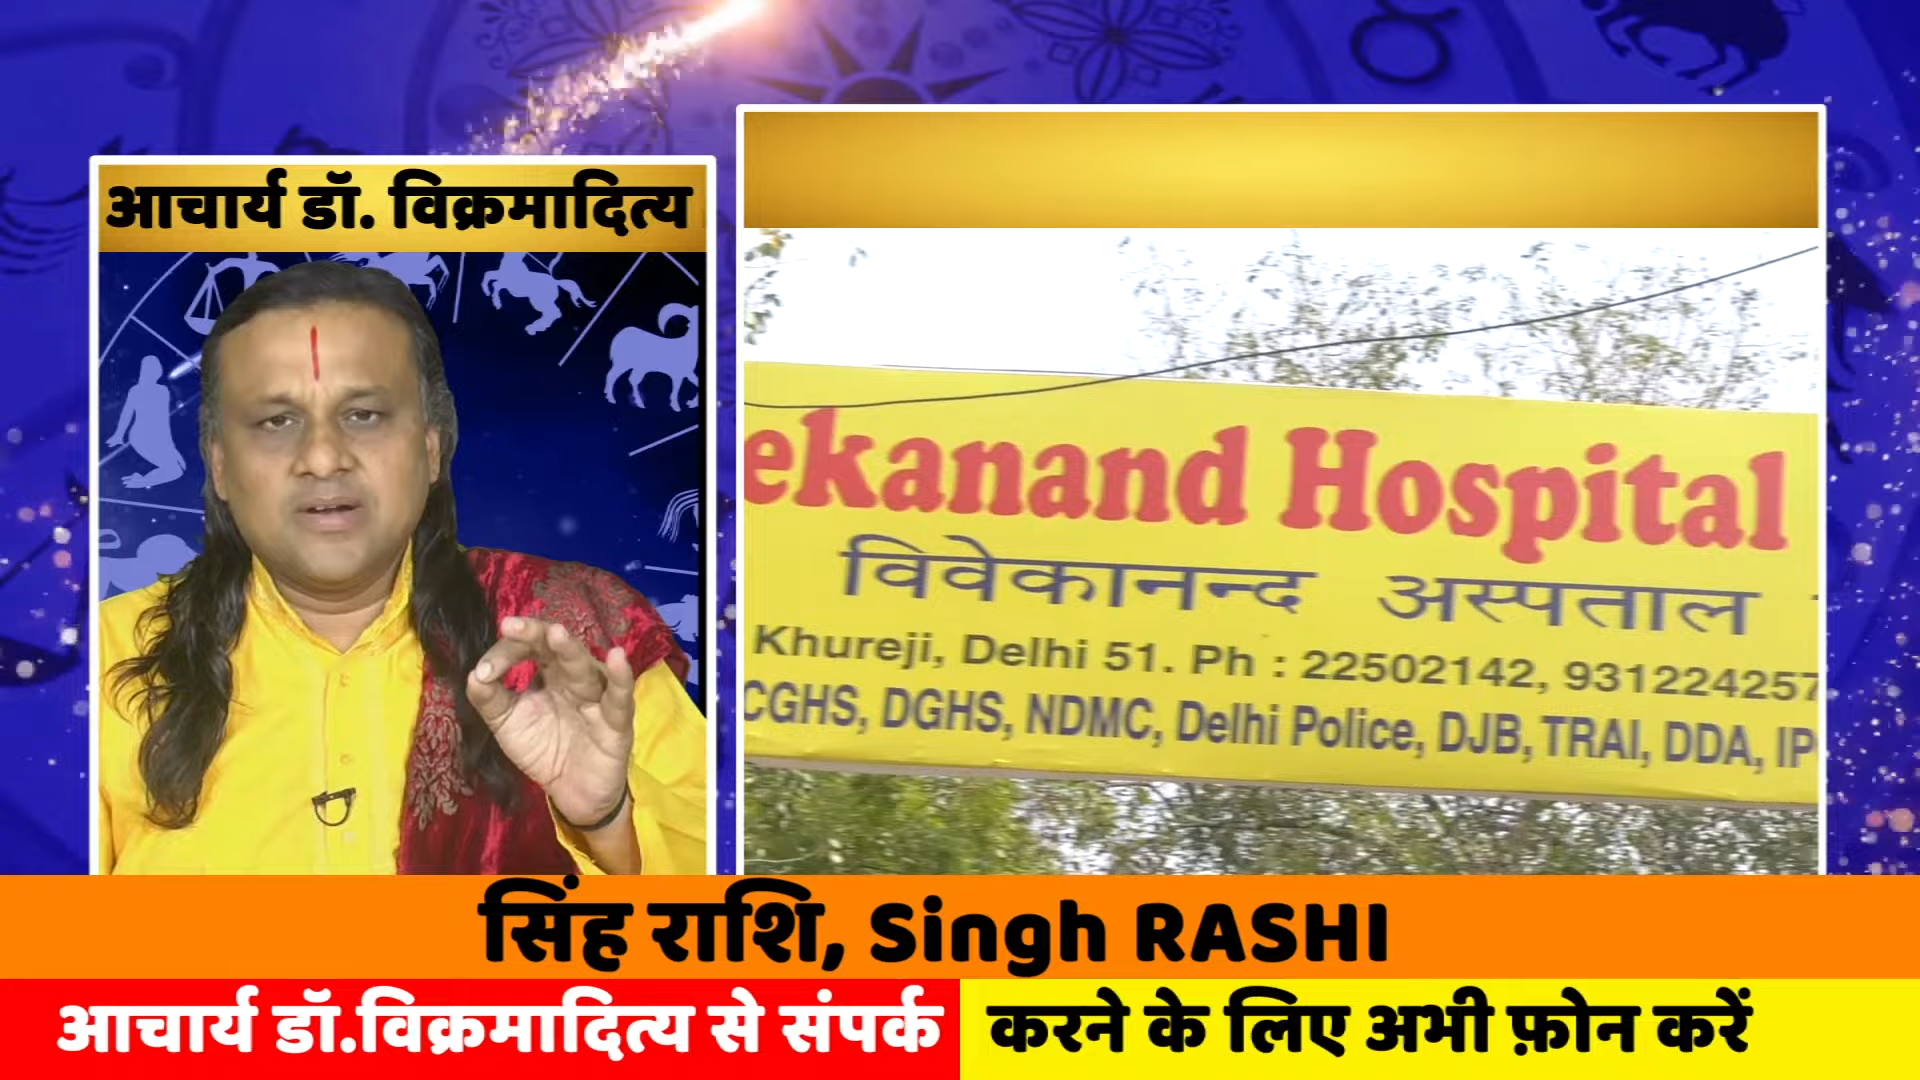 आचार्य डॉ. विक्रमादित्य
ekanand Hospital
विवेकानन्द अस्पताल
Khureji, Delhi 51. Ph : 22502142, 931224257
CGHS, DGHS, NDMC, Delhi Police, DJB, TRAI, DDA, IP
सिंह राशि, Singh RASHI
आचार्य डॉ.विक्रमादित्य से संपर्क करने के लिए अभी फ़ोन करें